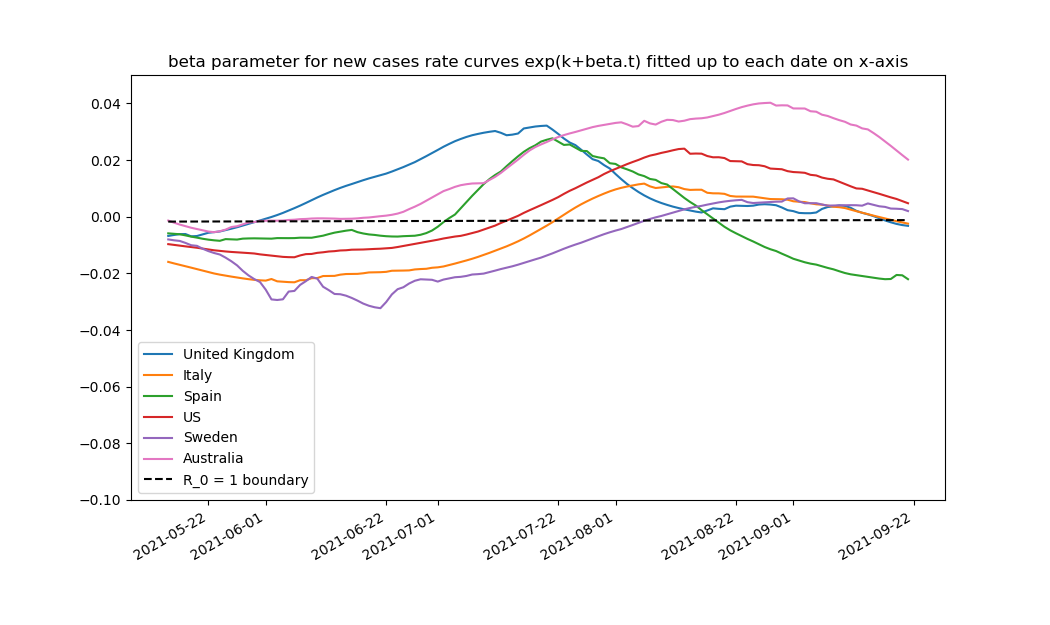 beta parameter for new cases rate curves exp(k+beta.t) fitted up to each date on x-axis
0.04
0.02
0.00
−0.02
−0.04
−0.06
−0.08
−0.10
United Kingdom
Italy
Spain
US
Sweden
Australia
R_0 = 1 boundary
2021-05-22
2021-06-01
2021-06-22
2021-07-01
2021-07-22
2021-08-01
2021-08-22
2021-09-01
2021-09-22